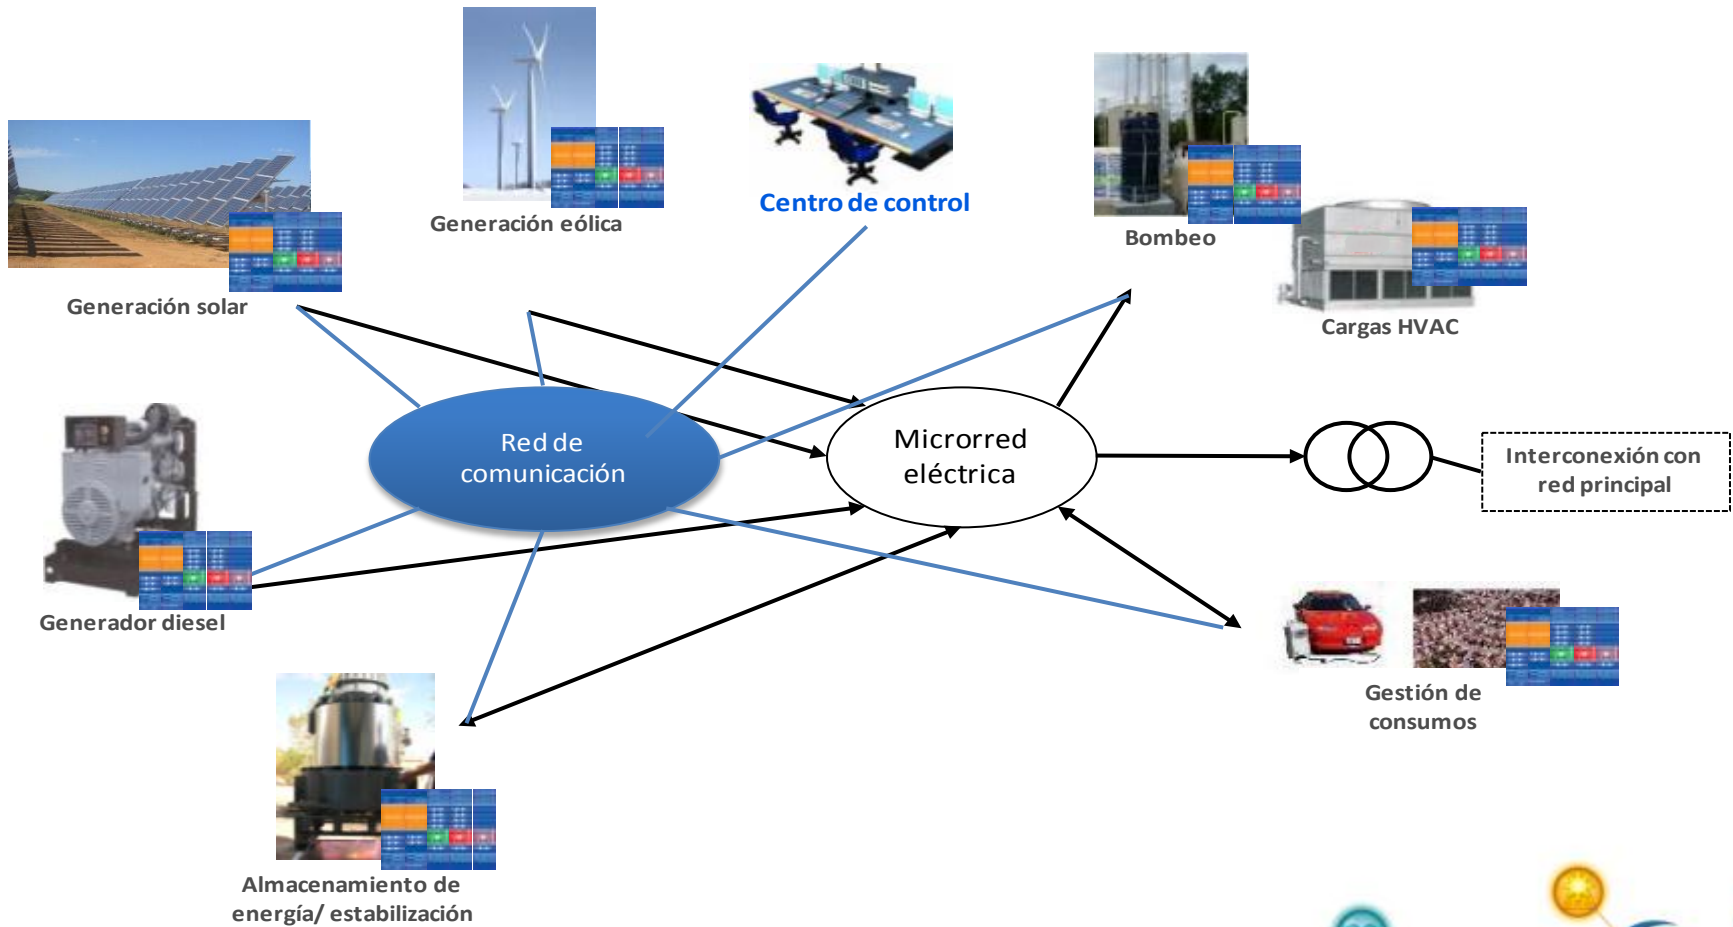 Generación eólica
Centro de control
Bombeo
Generación solar
Cargas HVAC
Red de
comunicación
Microrred
eléctrica
Interconexión con
red principal
Generador diesel
Gestión de
consumos
Almacenamiento de
energía/ estabilización